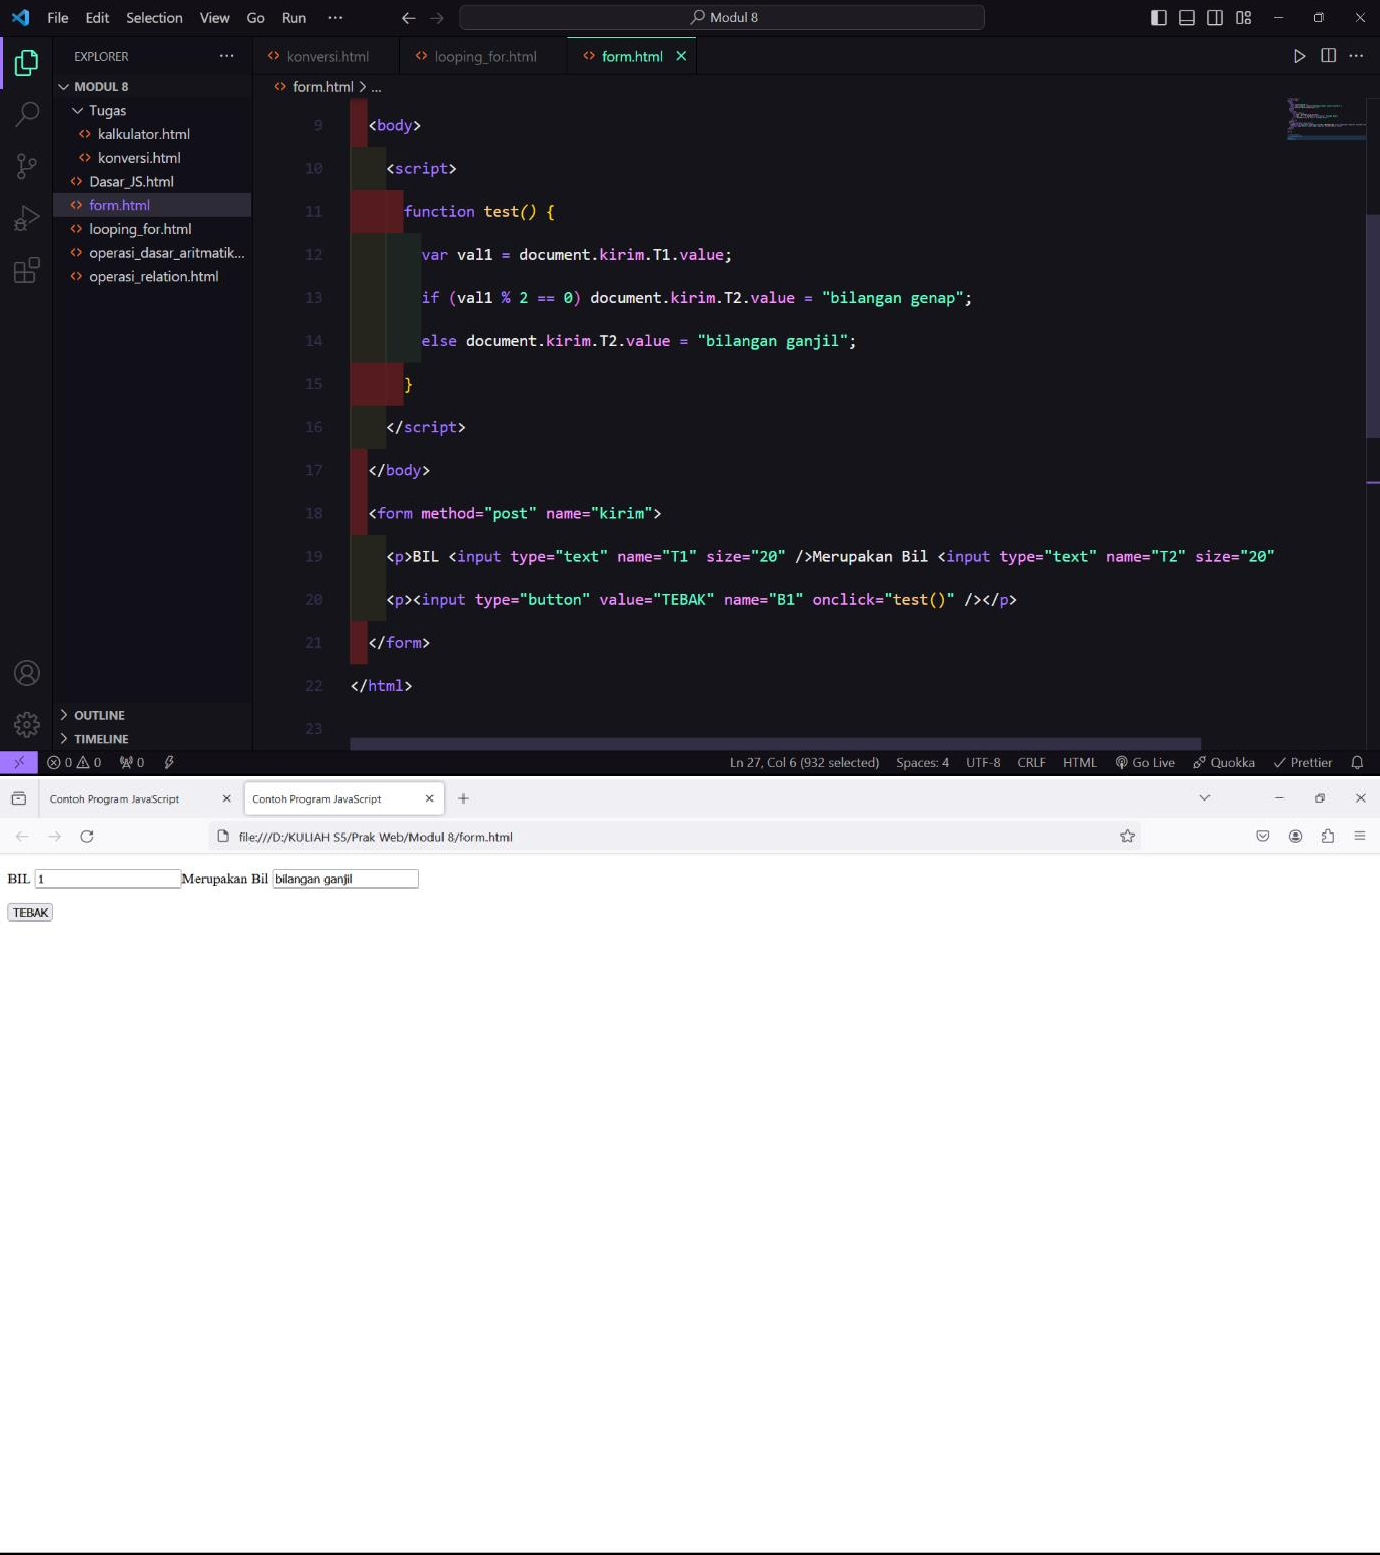 File Edit Selection View Go Run ... Modul 8
EXPLORER ...
MODUL 8
Tugas
kalkulator.html
konversi.html
Dasar_JS.html
form.html
looping_for.html
operasi_dasar_aritmatik...
operasi_relation.html
OUTLINE
TIMELINE
konversi.html looping_for.html form.html
form.html > ...
9 <body>
10 <script>
11 function test() {
12 var val1 = document.kirim.T1.value;
13 if (val1 % 2 == 0) document.kirim.T2.value = "bilangan genap";
14 else document.kirim.T2.value = "bilangan ganjil";
15 }
16 </script>
17 </body>
18 <form method="post" name="kirim">
19 <p>BIL <input type="text" name="T1" size="20" />Merupakan Bil <input type="text" name="T2" size="20"
20 <p><input type="button" value="TEBAK" name="B1" onclick="test()" /></p>
21 </form>
22 </html>
23
0 0 0 Ln 27, Col 6 (932 selected) Spaces: 4 UTF-8 CRLF HTML Go Live Quokka Prettier
Contoh Program JavaScript Contoh Program JavaScript
file:///D:/KULIAH S5/Prak Web/Modul 8/form.html
BIL 1 Merupakan Bil bilangan ganjil
TEBAK